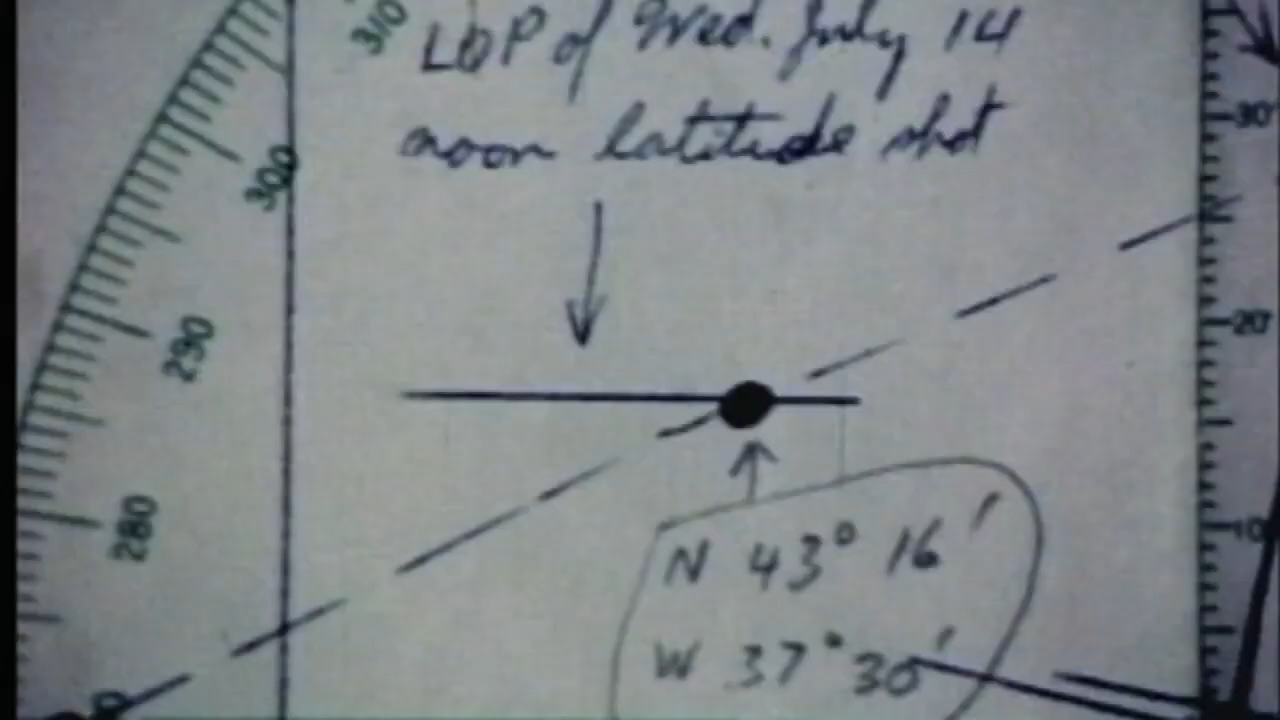 310
LOP of Wed. July 14
noon latitude shot
30'
300
20'
290
280
10'
N 43° 16'
W 37° 30'